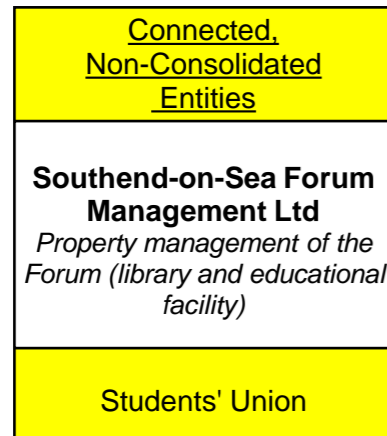 Connected,
Non-Consolidated
Entities
Southend-on-Sea Forum
Management Ltd
Property management of the
Forum (library and educational
facility)
Students' Union